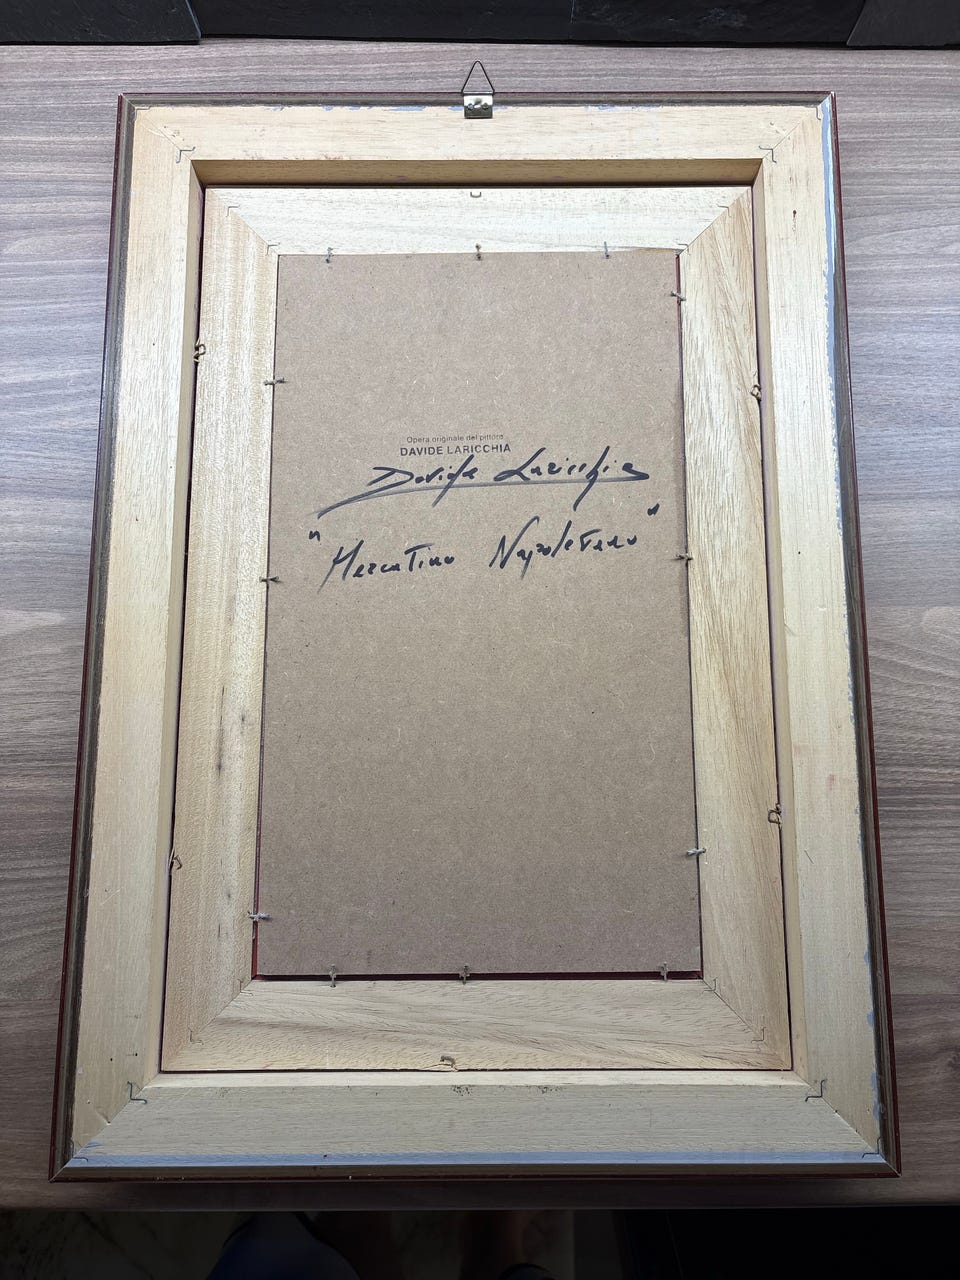 Opera originale del pittore
DAVIDE LARICCHIA
Davide Laricchia
"Mercatino Napoletano"